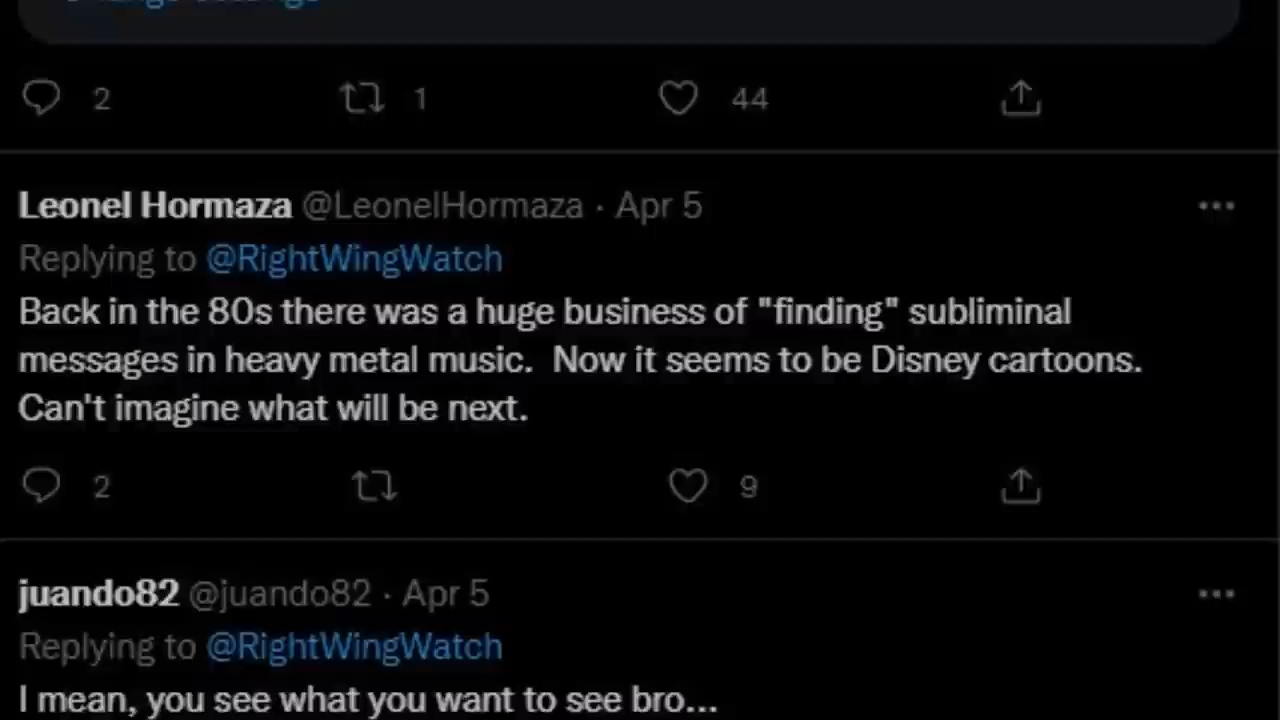 2 1 44
Leonel Hormaza @LeonelHormaza · Apr 5
Replying to @RightWingWatch
Back in the 80s there was a huge business of "finding" subliminal
messages in heavy metal music.  Now it seems to be Disney cartoons.
Can't imagine what will be next.
2 9
juando82 @juando82 · Apr 5
Replying to @RightWingWatch
I mean, you see what you want to see bro...